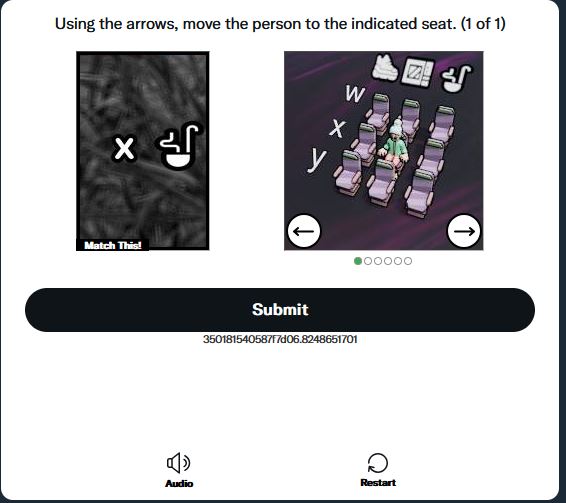 Using the arrows, move the person to the indicated seat. (1 of 1)
X
Match This!
W
X
Y
Submit
350181540587f7d06.8248651701
Audio
Restart